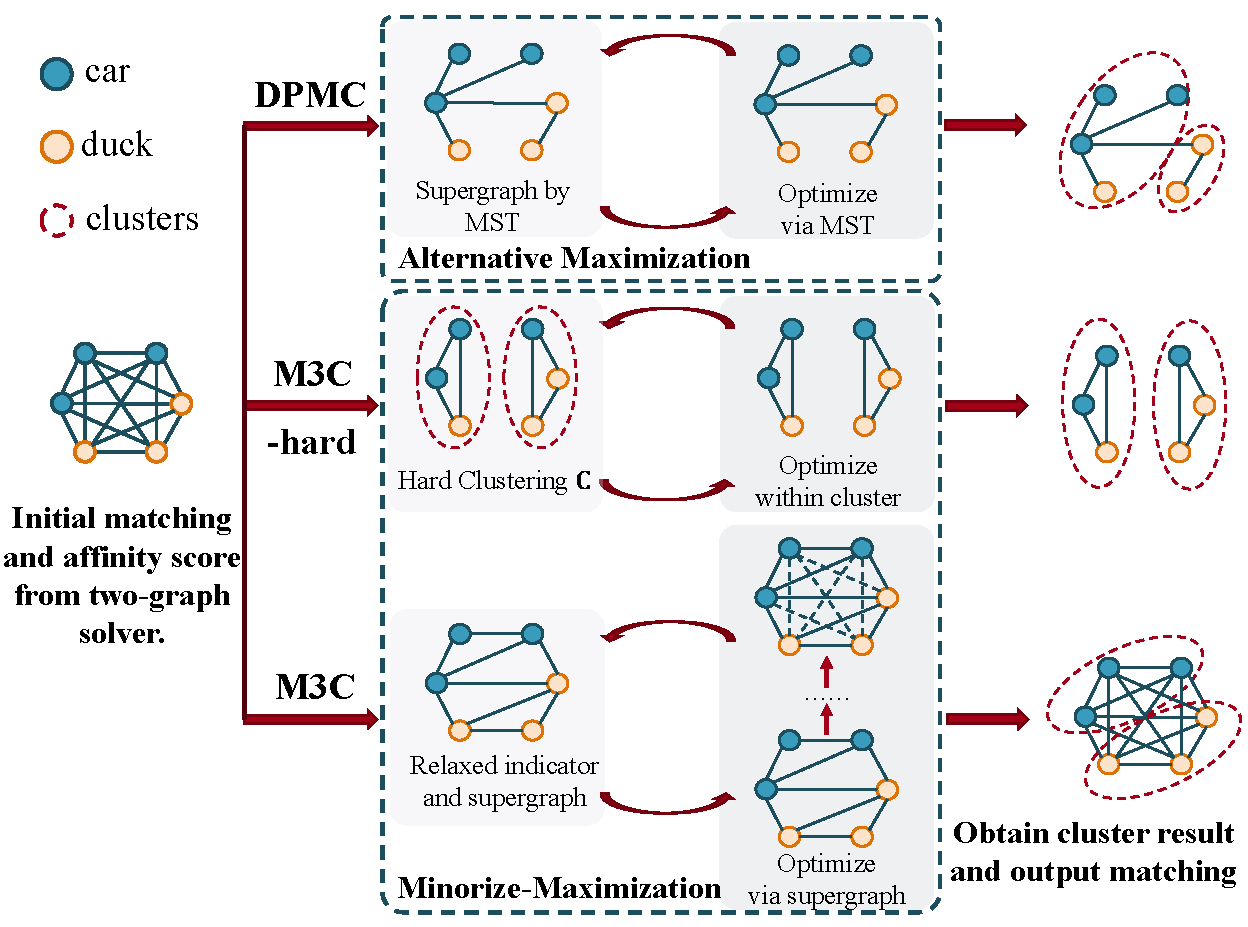 car
duck
clusters
DPMC
Supergraph by
MST
Optimize
via MST
Alternative Maximization
M3C
-hard
Hard Clustering C
Optimize
within cluster
Initial matching
and affinity score
from two-graph
solver.
M3C
Relaxed indicator
and supergraph
......
Optimize
via supergraph
Minorize-Maximization
Obtain cluster result
and output matching